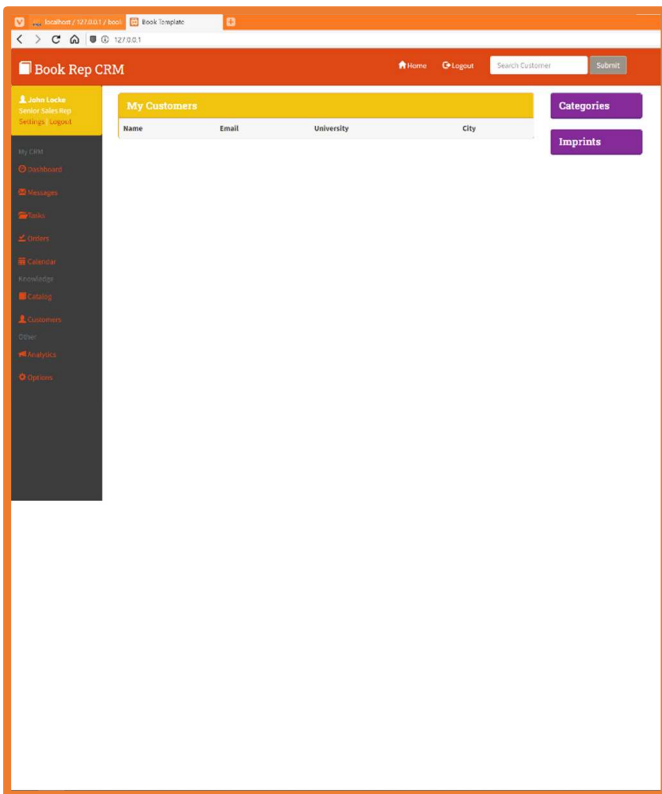 localhost / 127.0.0.1 / book
Book Template
127.0.0.1
Book Rep CRM
Home
Logout
Search Customer
Submit
John Locke
Senior Sales Rep
Settings Logout
My CRM
Dashboard
Messages
Tasks
Orders
Calendar
Knowledge
Catalog
Customers
Other
Analytics
Options
My Customers
Name Email University City
Categories
Imprints